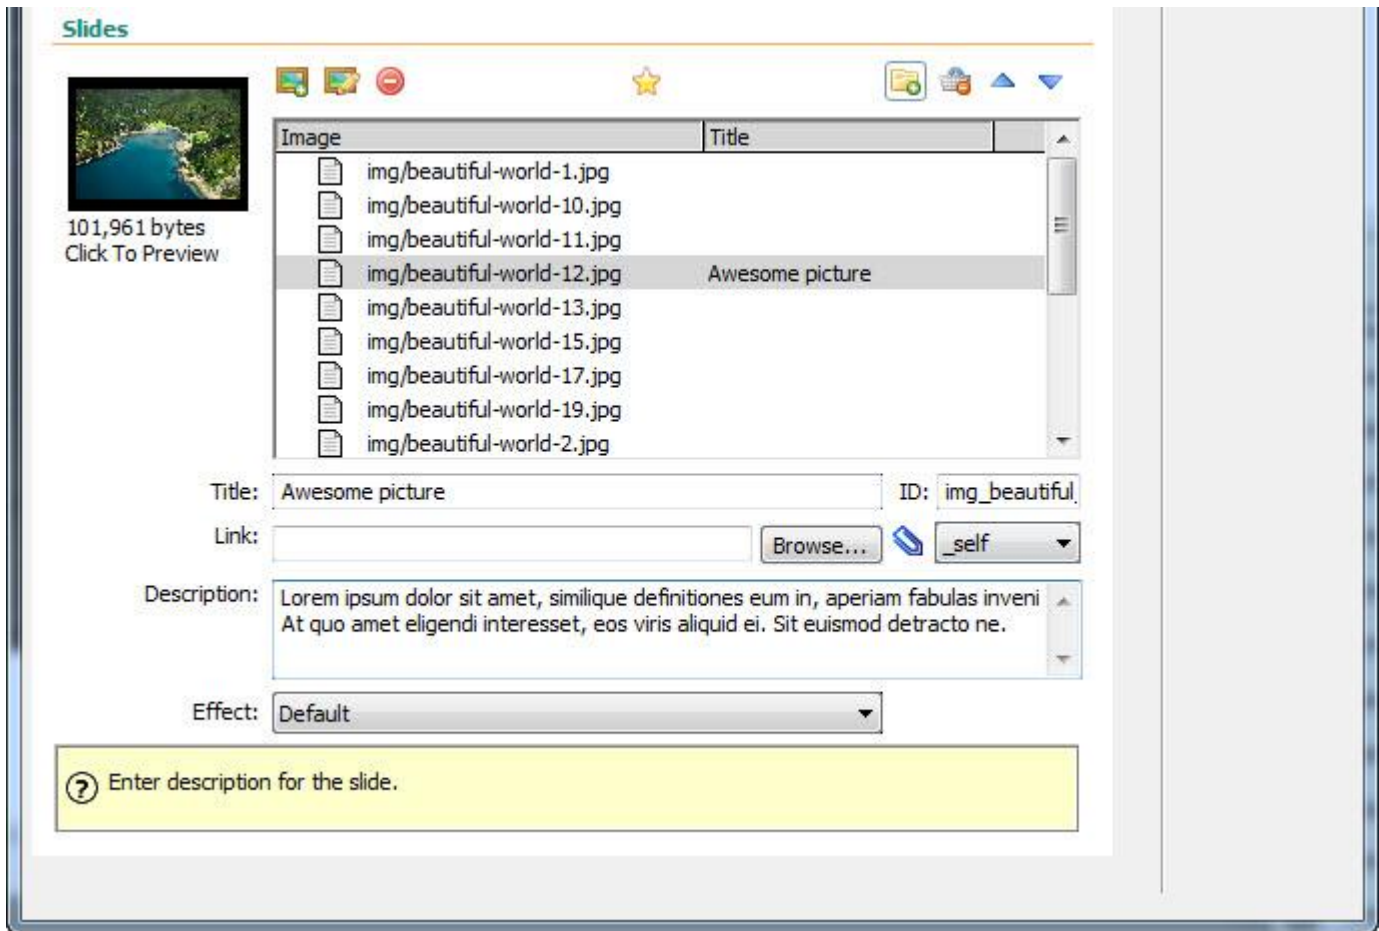 Slides
101,961 bytes
Click To Preview
Image Title
img/beautiful-world-1.jpg
img/beautiful-world-10.jpg
img/beautiful-world-11.jpg
img/beautiful-world-12.jpg Awesome picture
img/beautiful-world-13.jpg
img/beautiful-world-15.jpg
img/beautiful-world-17.jpg
img/beautiful-world-19.jpg
img/beautiful-world-2.jpg
Title: Awesome picture ID: img_beautiful_
Link: Browse... _self
Description: Lorem ipsum dolor sit amet, similique definitiones eum in, aperiam fabulas inveni
At quo amet eligendi interesset, eos viris aliquid ei. Sit euismod detracto ne.
Effect: Default
? Enter description for the slide.